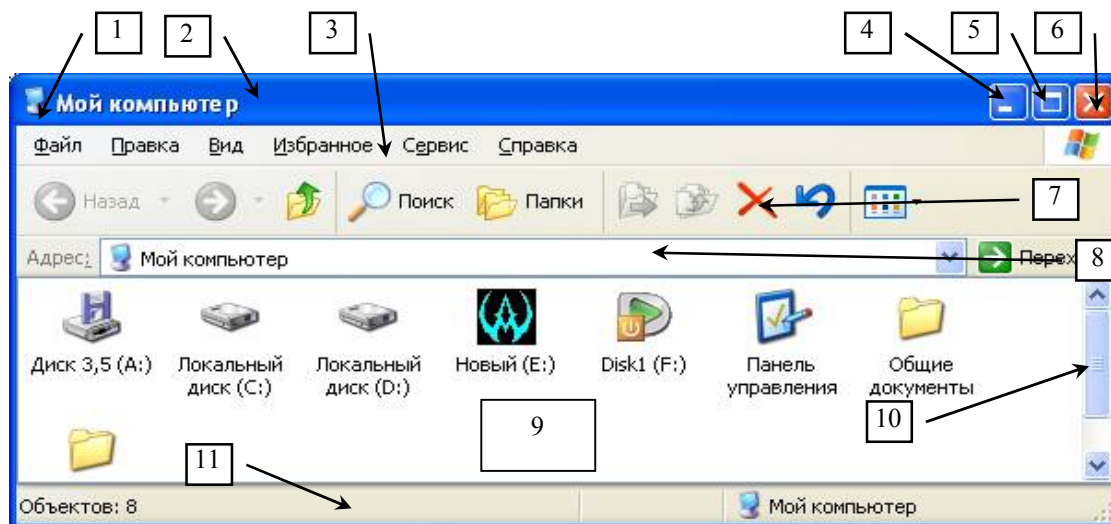 1 2 3 4 5 6
Мой компьютер
Файл Правка Вид Избранное Сервис Справка
Назад Поиск Папки 7
Адрес: Мой компьютер Перех 8
Диск 3,5 (A:) Локальный диск (C:) Локальный диск (D:) Новый (E:) Disk1 (F:) Панель управления Общие документы
9 10
11
Объектов: 8 Мой компьютер